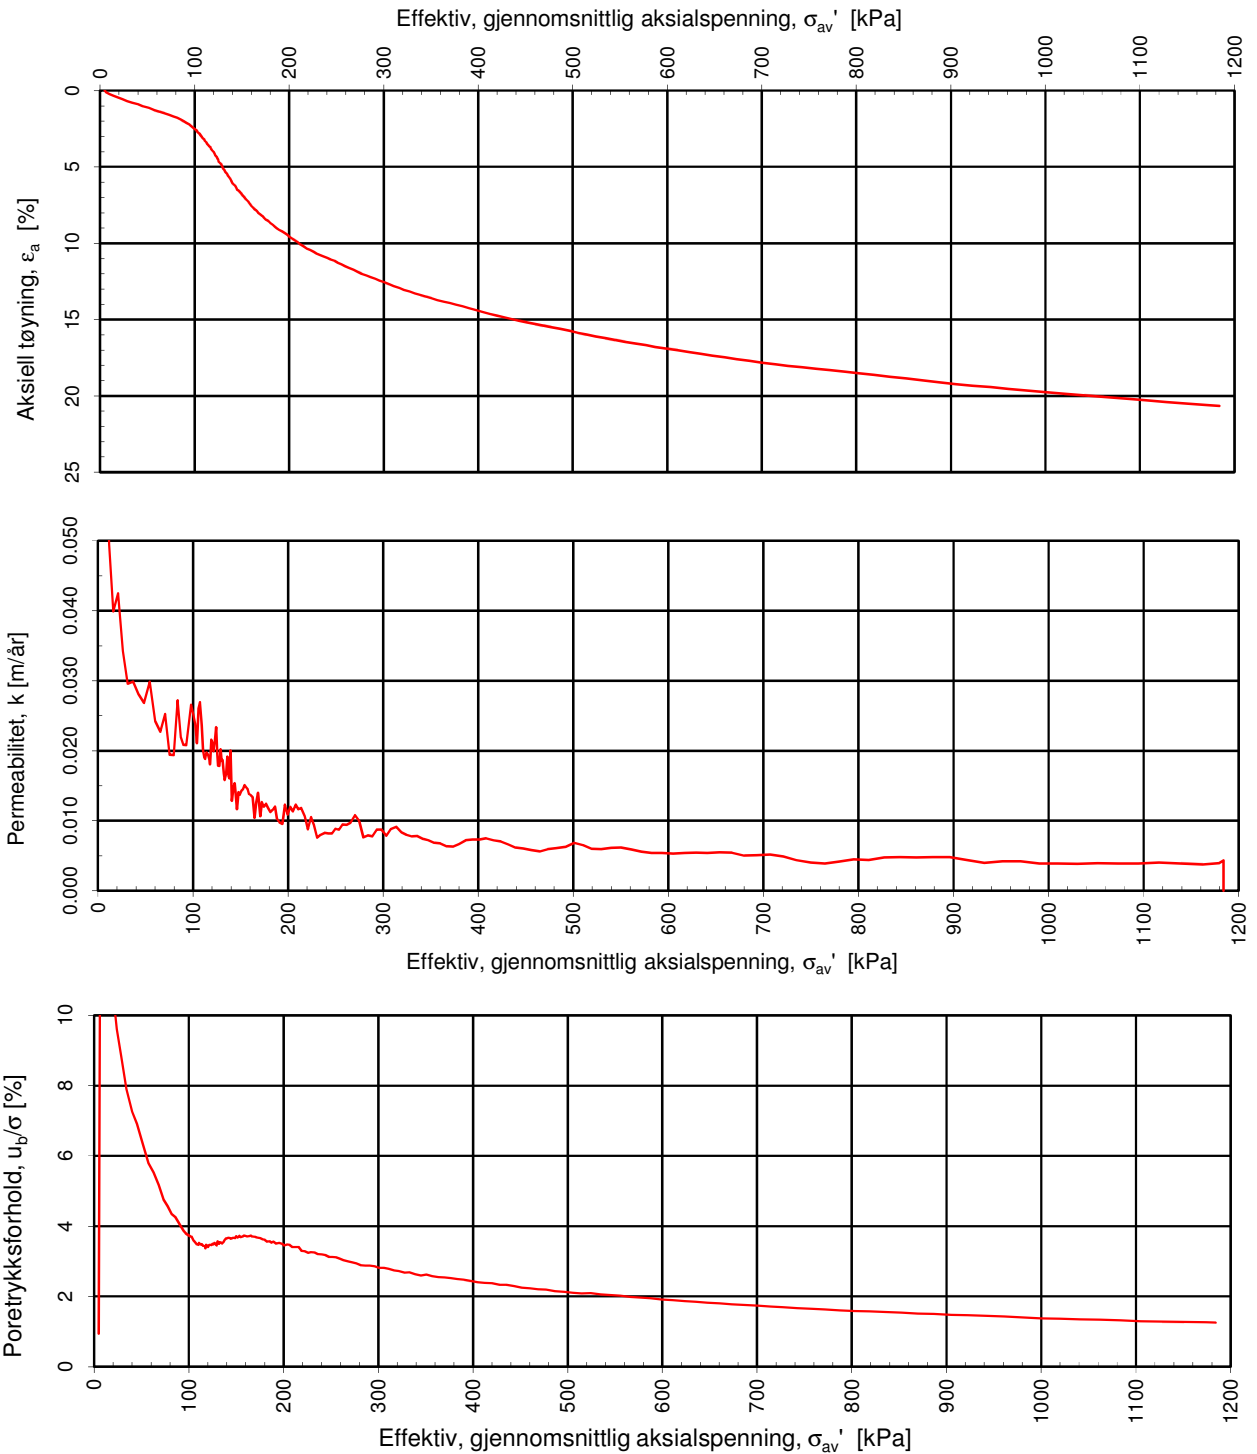 Effektiv, gjennomsnittlig aksialspenning, σav' [kPa]
0 100 200 300 400 500 600 700 800 900 1000 1100 1200
Aksiell tøyning, εa [%]
0
5
10
15
20
25
Permeabilitet, k [m/år]
0.050
0.040
0.030
0.020
0.010
0.000
0 100 200 300 400 500 600 700 800 900 1000 1100 1200
Effektiv, gjennomsnittlig aksialspenning, σav' [kPa]
Poretrykksforhold, ub/σ [%]
10
8
6
4
2
0
0 100 200 300 400 500 600 700 800 900 1000 1100 1200
Effektiv, gjennomsnittlig aksialspenning, σav' [kPa]